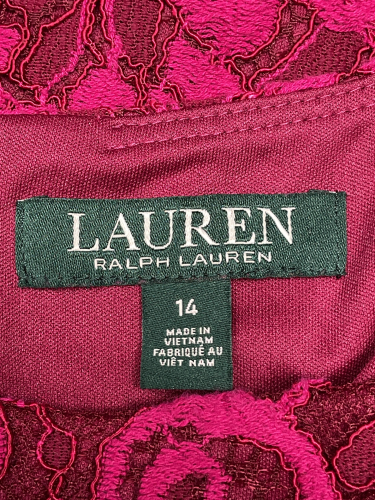 LAUREN
RALPH LAUREN
14
MADE IN
VIETNAM
FABRIQUÉ AU
VIÊT NAM